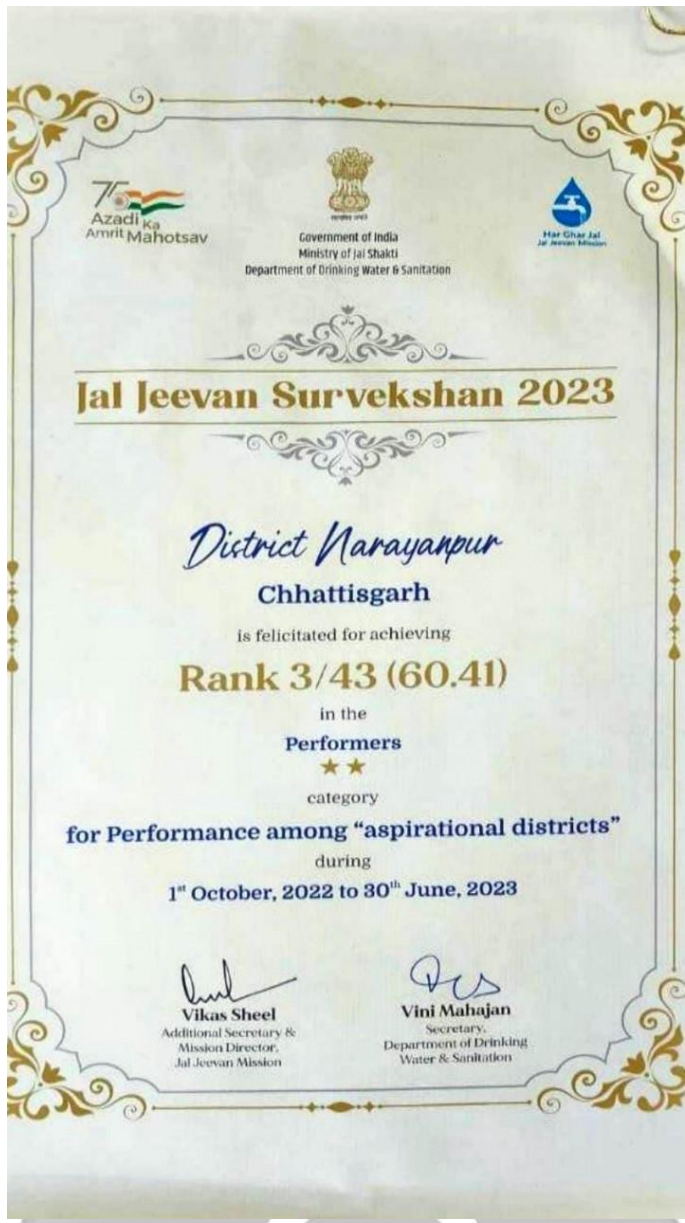 75
Azadi Ka
Amrit Mahotsav
सत्यमेव जयते
Government of India
Ministry of Jal Shakti
Department of Drinking Water & Sanitation
Har Ghar Jal
Jal Jeevan Mission
Jal Jeevan Survekshan 2023
District Narayanpur
Chhattisgarh
is felicitated for achieving
Rank 3/43 (60.41)
in the
Performers
category
for Performance among “aspirational districts”
during
1st October, 2022 to 30th June, 2023
Vikas Sheel
Additional Secretary &
Mission Director,
Jal Jeevan Mission
Vini Mahajan
Secretary,
Department of Drinking
Water & Sanitation